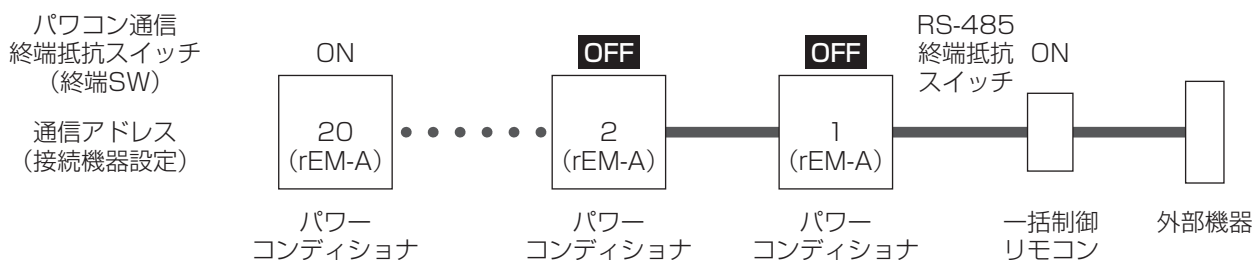 パワコン通信
終端抵抗スイッチ
（終端SW）
ON
OFF
OFF
RS-485
終端抵抗
スイッチ
ON
通信アドレス
（接続機器設定）
20
（rEM-A）
2
（rEM-A）
1
（rEM-A）
パワー
コンディショナ
パワー
コンディショナ
パワー
コンディショナ
一括制御
リモコン
外部機器